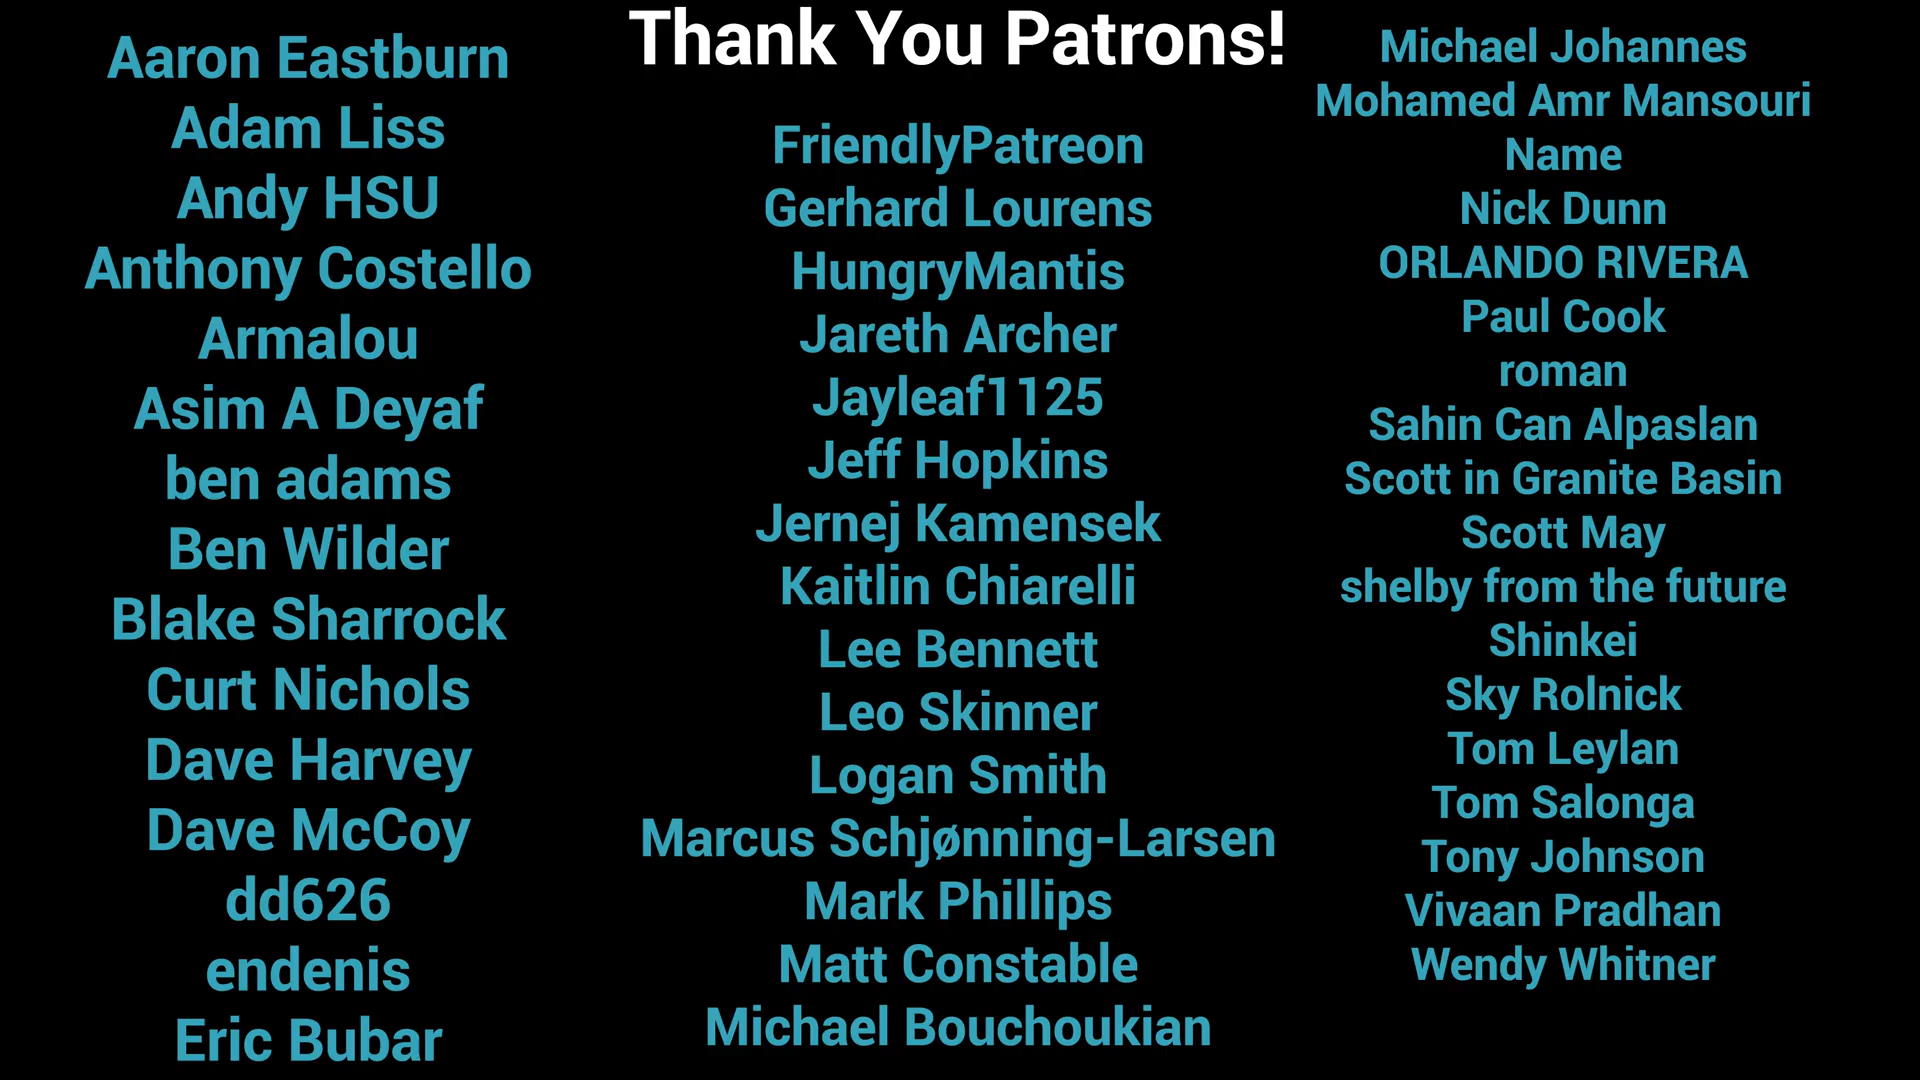 Thank You Patrons!
Aaron Eastburn
Adam Liss
Andy HSU
Anthony Costello
Armalou
Asim A Deyaf
ben adams
Ben Wilder
Blake Sharrock
Curt Nichols
Dave Harvey
Dave McCoy
dd626
endenis
Eric Bubar
FriendlyPatreon
Gerhard Lourens
HungryMantis
Jareth Archer
Jayleaf1125
Jeff Hopkins
Jernej Kamensek
Kaitlin Chiarelli
Lee Bennett
Leo Skinner
Logan Smith
Marcus Schjønning-Larsen
Mark Phillips
Matt Constable
Michael Bouchoukian
Michael Johannes
Mohamed Amr Mansouri
Name
Nick Dunn
ORLANDO RIVERA
Paul Cook
roman
Sahin Can Alpaslan
Scott in Granite Basin
Scott May
shelby from the future
Shinkei
Sky Rolnick
Tom Leylan
Tom Salonga
Tony Johnson
Vivaan Pradhan
Wendy Whitner